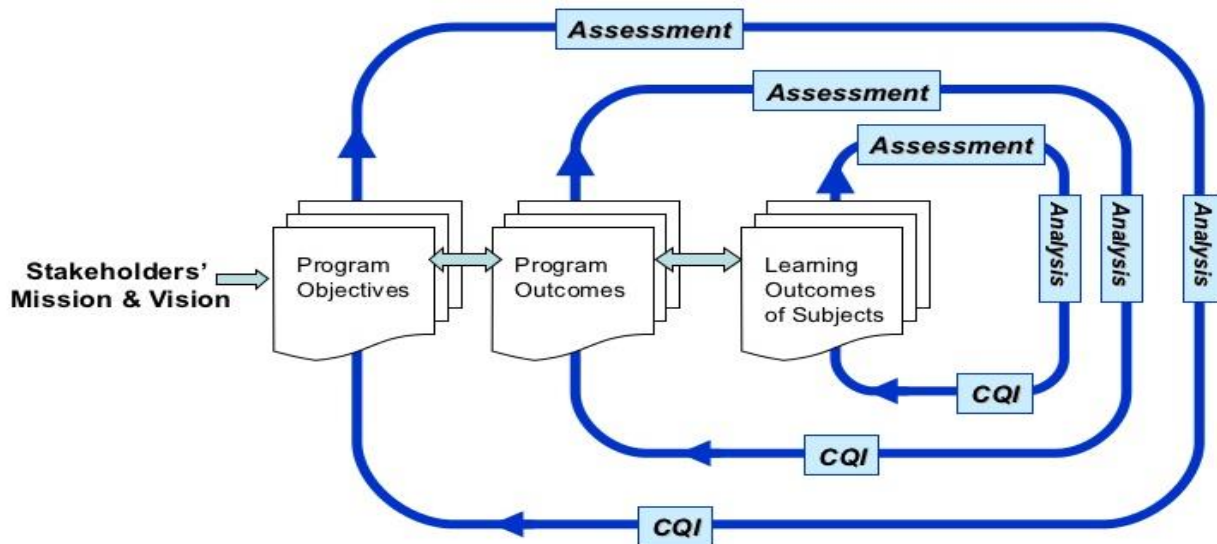 Assessment
Assessment
Assessment
Stakeholders'
Mission & Vision
Program
Objectives
Program
Outcomes
Learning
Outcomes
of Subjects
Analysis
Analysis
Analysis
CQI
CQI
CQI